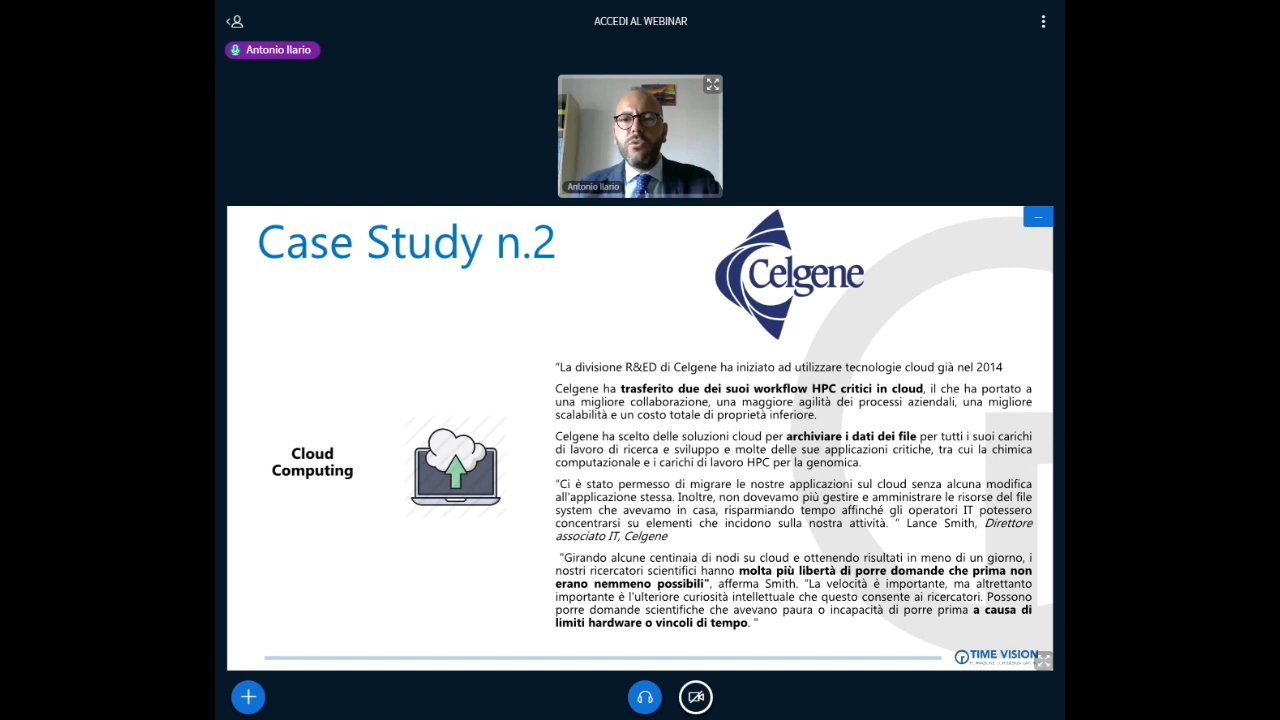 ACCEDI AL WEBINAR
Antonio Ilario
Antonio Ilario
Case Study n.2
Celgene
Cloud
Computing
"La divisione R&ED di Celgene ha iniziato ad utilizzare tecnologie cloud già nel 2014
Celgene ha trasferito due dei suoi workflow HPC critici in cloud, il che ha portato a
una migliore collaborazione, una maggiore agilità dei processi aziendali, una migliore
scalabilità e un costo totale di proprietà inferiore.
Celgene ha scelto delle soluzioni cloud per archiviare i dati dei file per tutti i suoi carichi
di lavoro di ricerca e sviluppo e molte delle sue applicazioni critiche, tra cui la chimica
computazionale e i carichi di lavoro HPC per la genomica.
"Ci è stato permesso di migrare le nostre applicazioni sul cloud senza alcuna modifica
all'applicazione stessa. Inoltre, non dovevamo più gestire e amministrare le risorse del file
system che avevamo in casa, risparmiando tempo affinché gli operatori IT potessero
concentrarsi su elementi che incidono sulla nostra attività. " Lance Smith, Direttore
associato IT, Celgene
"Girando alcune centinaia di nodi su cloud e ottenendo risultati in meno di un giorno, i
nostri ricercatori scientifici hanno molta più libertà di porre domande che prima non
erano nemmeno possibili", afferma Smith. "La velocità è importante, ma altrettanto
importante è l'ulteriore curiosità intellettuale che questo consente ai ricercatori. Possono
porre domande scientifiche che avevano paura o incapacità di porre prima a causa di
limiti hardware o vincoli di tempo. "
TIME VISION